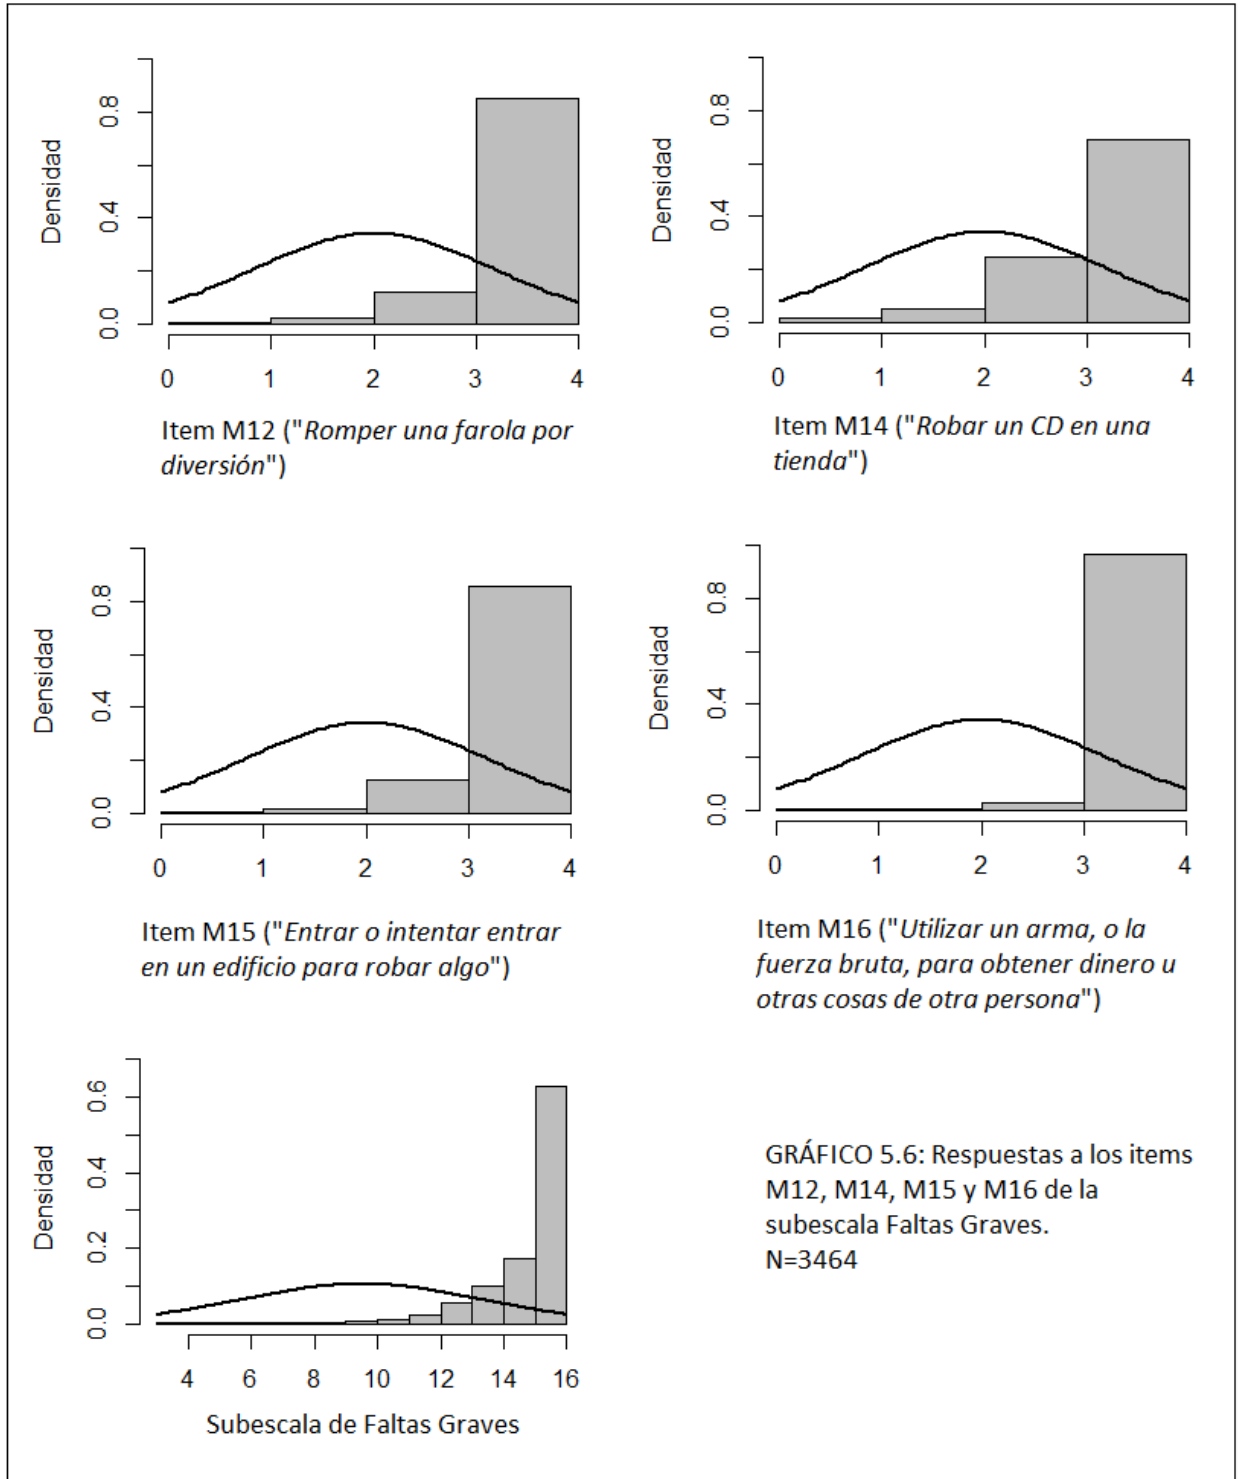 Densidad
0.0 0.4 0.8
0 1 2 3 4
Item M12 ("Romper una farola por
diversión")
Densidad
0.0 0.4 0.8
0 1 2 3 4
Item M14 ("Robar un CD en una
tienda")
Densidad
0.0 0.4 0.8
0 1 2 3 4
Item M15 ("Entrar o intentar entrar
en un edificio para robar algo")
Densidad
0.0 0.4 0.8
0 1 2 3 4
Item M16 ("Utilizar un arma, o la
fuerza bruta, para obtener dinero u
otras cosas de otra persona")
Densidad
0.0 0.2 0.4 0.6
4 6 8 10 12 14 16
Subescala de Faltas Graves
GRÁFICO 5.6: Respuestas a los items
M12, M14, M15 y M16 de la
subescala Faltas Graves.
N=3464